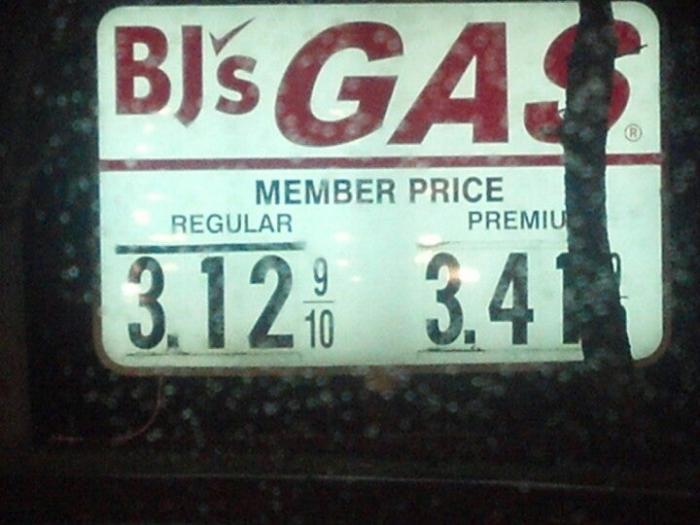 BJ's GAS®
MEMBER PRICE
REGULAR
3.12 9/10 3.4